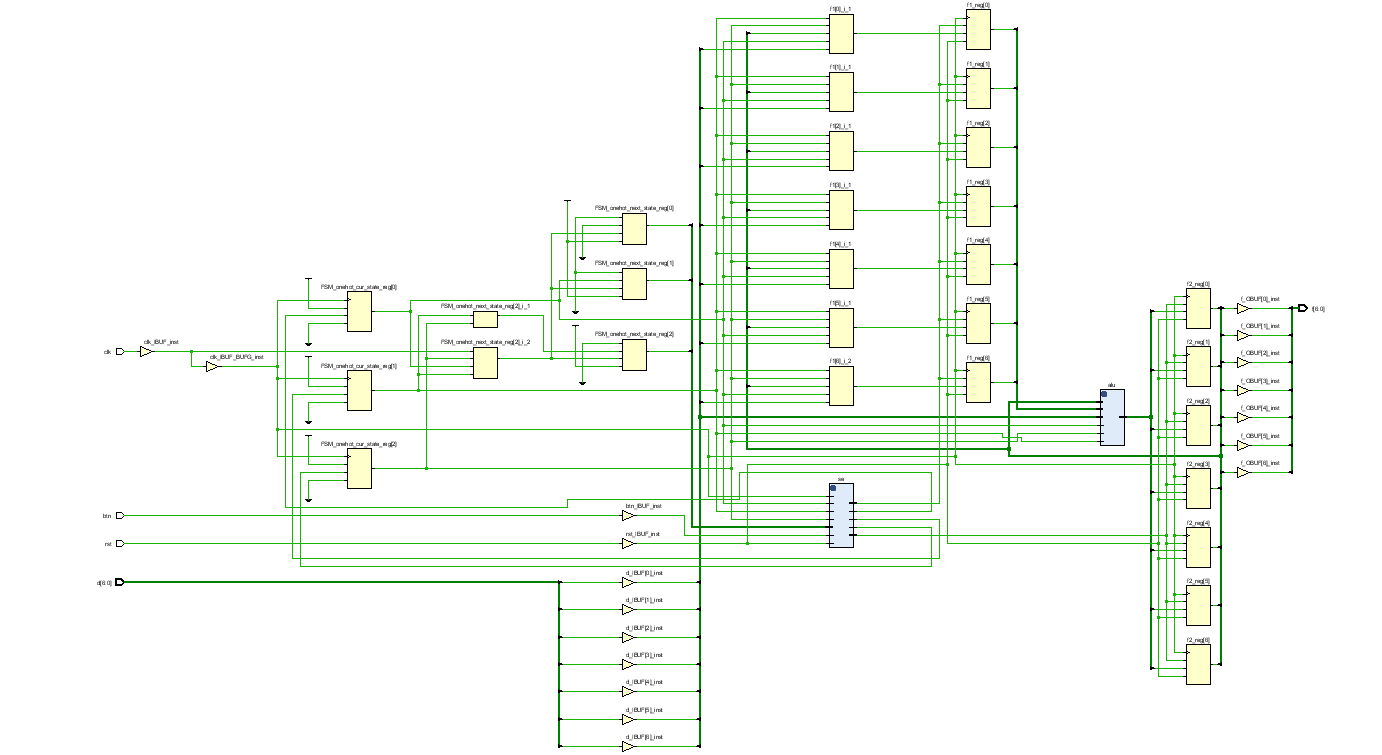 f1[0]_i_1
f1_reg[0]
f1[1]_i_1
f1_reg[1]
f1[2]_i_1
f1_reg[2]
f1[3]_i_1
f1_reg[3]
FSM_onehot_next_state_reg[0]
f1[4]_i_1
f1_reg[4]
FSM_onehot_next_state_reg[1]
FSM_onehot_cur_state_reg[0]
f2_reg[0]
f_OBUF[0]_inst
f[6:0]
FSM_onehot_next_state_reg[2]_i_1
f1[5]_i_1
f1_reg[5]
f_OBUF[1]_inst
FSM_onehot_next_state_reg[2]
clk_IBUF_inst
FSM_onehot_next_state_reg[2]_i_2
f2_reg[1]
clk
clk_IBUF_BUFG_inst
f_OBUF[2]_inst
FSM_onehot_cur_state_reg[1]
f1[6]_i_2
f1_reg[6]
f_OBUF[3]_inst
alu
f2_reg[2]
f_OBUF[4]_inst
FSM_onehot_cur_state_reg[2]
f_OBUF[5]_inst
f2_reg[3]
f_OBUF[6]_inst
btn
btn_IBUF_inst
f2_reg[4]
rst
rst_IBUF_inst
d[6:0]
d_IBUF[0]_inst
f2_reg[5]
d_IBUF[1]_inst
d_IBUF[2]_inst
f2_reg[6]
d_IBUF[3]_inst
d_IBUF[4]_inst
d_IBUF[5]_inst
d_IBUF[6]_inst